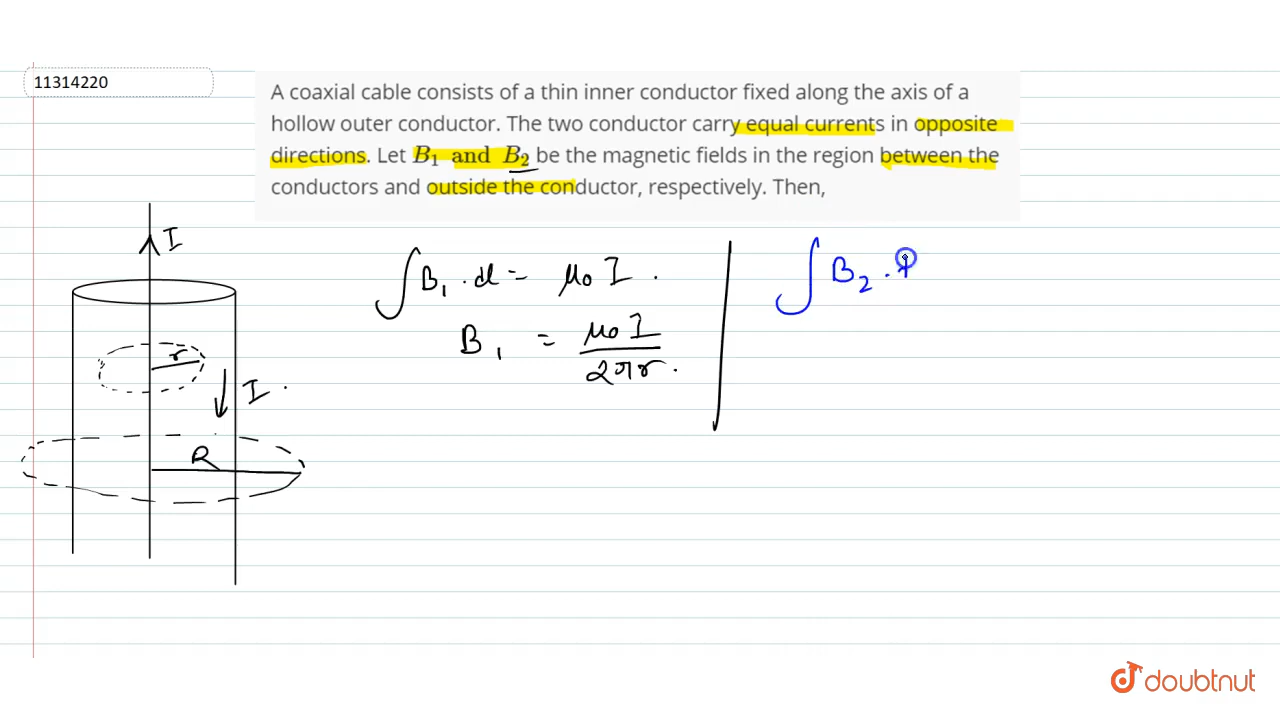 11314220
A coaxial cable consists of a thin inner conductor fixed along the axis of a
hollow outer conductor. The two conductor carry equal currents in opposite
directions. Let B₁ and B₂ be the magnetic fields in the region between the
conductors and outside the conductor, respectively. Then,
I
r
I .
R
∫ B₁ . dl = μ₀ I .
B₁ = μ₀ I / 2πr .
∫ B₂ .
doubtnut